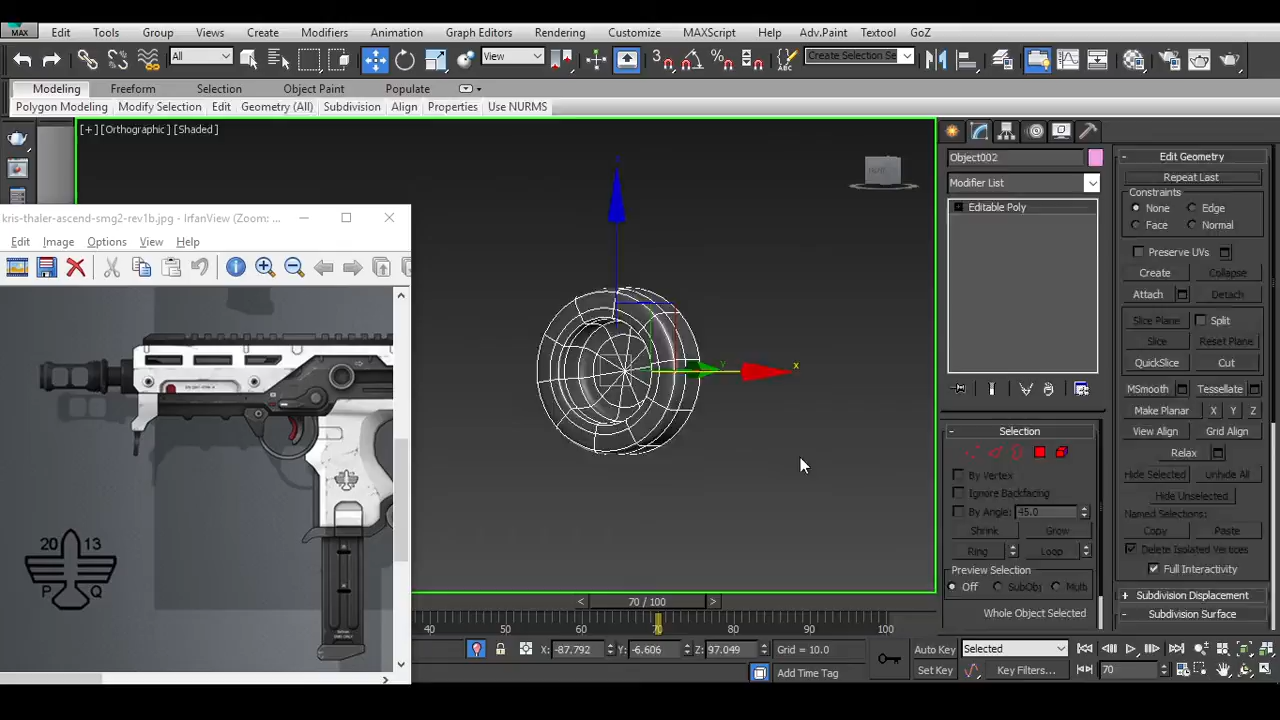 MAX
Edit Tools Group Views Create Modifiers Animation Graph Editors Rendering Customize MAXScript Help Adv.Paint Textool GoZ
All View Create Selection Se
Modeling Freeform Selection Object Paint Populate
Polygon Modeling Modify Selection Edit Geometry (All) Subdivision Align Properties Use NURMS
[+] [Orthographic] [Shaded]
Object002
Modifier List
Editable Poly
Edit Geometry
Repeat Last
Constraints
None Edge
Face Normal
Preserve UVs
Create Collapse
Attach Detach
Slice Plane Split
Slice Reset Plane
QuickSlice Cut
MSmooth Tessellate
Make Planar X Y Z
View Align Grid Align
Relax
Hide Selected Unhide All
Hide Unselected
Named Selections:
Copy Paste
Delete Isolated Vertices
Full Interactivity
Subdivision Displacement
Subdivision Surface
Selection
By Vertex
Ignore Backfacing
By Angle: 45.0
Shrink Grow
Ring Loop
Preview Selection
Off SubObj Multi
Whole Object Selected
kris-thaler-ascend-smg2-rev1b.jpg - IrfanView (Zoom: ...
Edit Image Options View Help
20 13
P Q
x
y
< 70 / 100 >
40 50 60 70 80 90 100
X: -87.792 Y: -6.606 Z: 97.049 Grid = 10.0
Add Time Tag
Auto Key Selected
Set Key Key Filters... 70